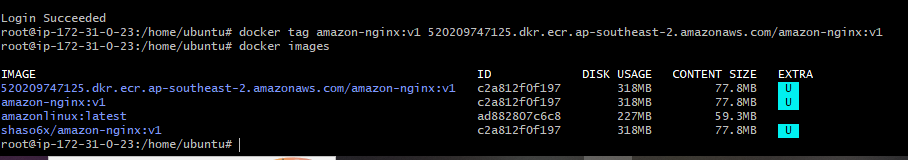 Login Succeeded
root@ip-172-31-0-23:/home/ubuntu# docker tag amazon-nginx:v1 520209747125.dkr.ecr.ap-southeast-2.amazonaws.com/amazon-nginx:v1
root@ip-172-31-0-23:/home/ubuntu# docker images
IMAGE ID DISK USAGE CONTENT SIZE EXTRA
520209747125.dkr.ecr.ap-southeast-2.amazonaws.com/amazon-nginx:v1 c2a812f0f197 318MB 77.8MB U
amazon-nginx:v1 c2a812f0f197 318MB 77.8MB U
amazonlinux:latest ad882807c6c8 227MB 59.3MB
shaso6x/amazon-nginx:v1 c2a812f0f197 318MB 77.8MB U
root@ip-172-31-0-23:/home/ubuntu#